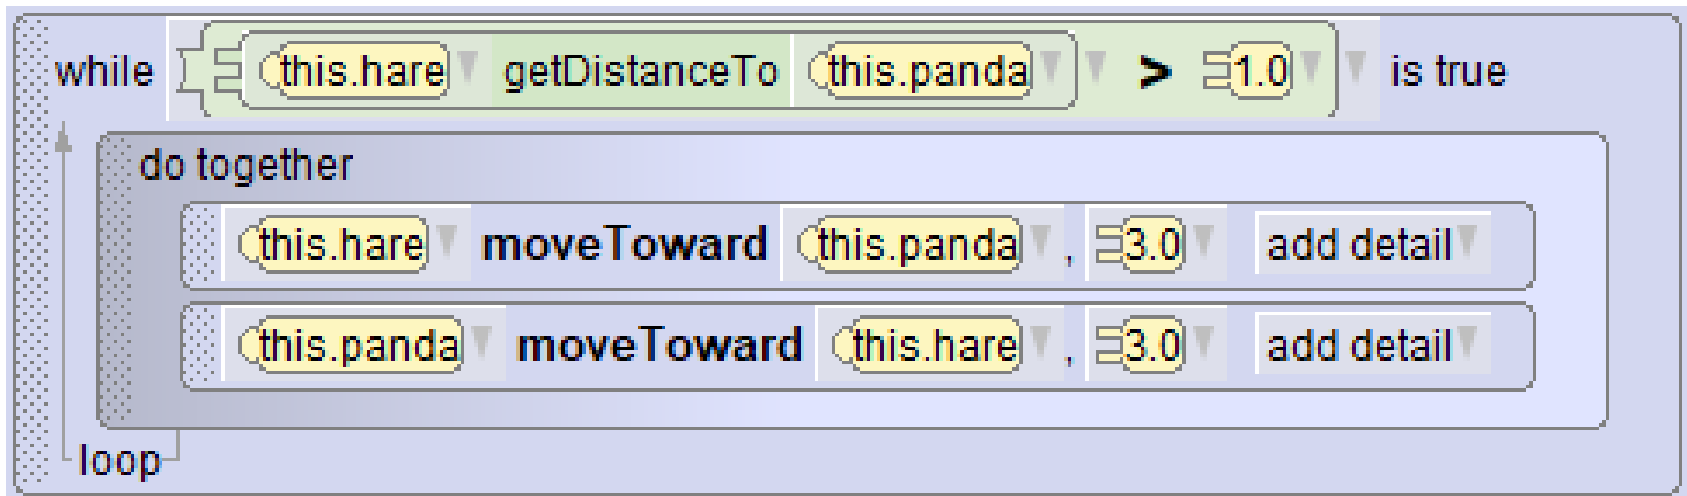 while this.hare getDistanceTo this.panda > 1.0 is true
do together
this.hare moveToward this.panda , 3.0 add detail
this.panda moveToward this.hare , 3.0 add detail
loop